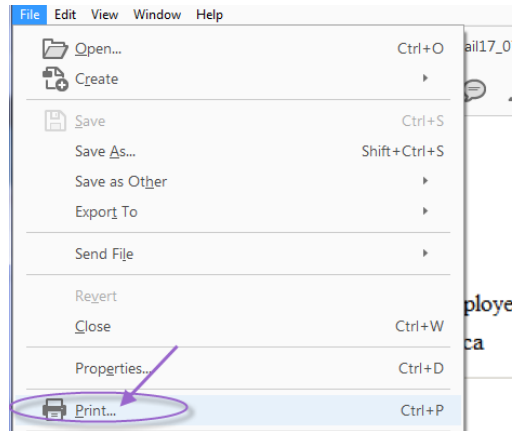 File Edit View Window Help
Open... Ctrl+O
ail17_0
Create
Save Ctrl+S
Save As... Shift+Ctrl+S
Save as Other
Export To
Send File
Revert
ploye
Close Ctrl+W
ca
Properties... Ctrl+D
Print... Ctrl+P